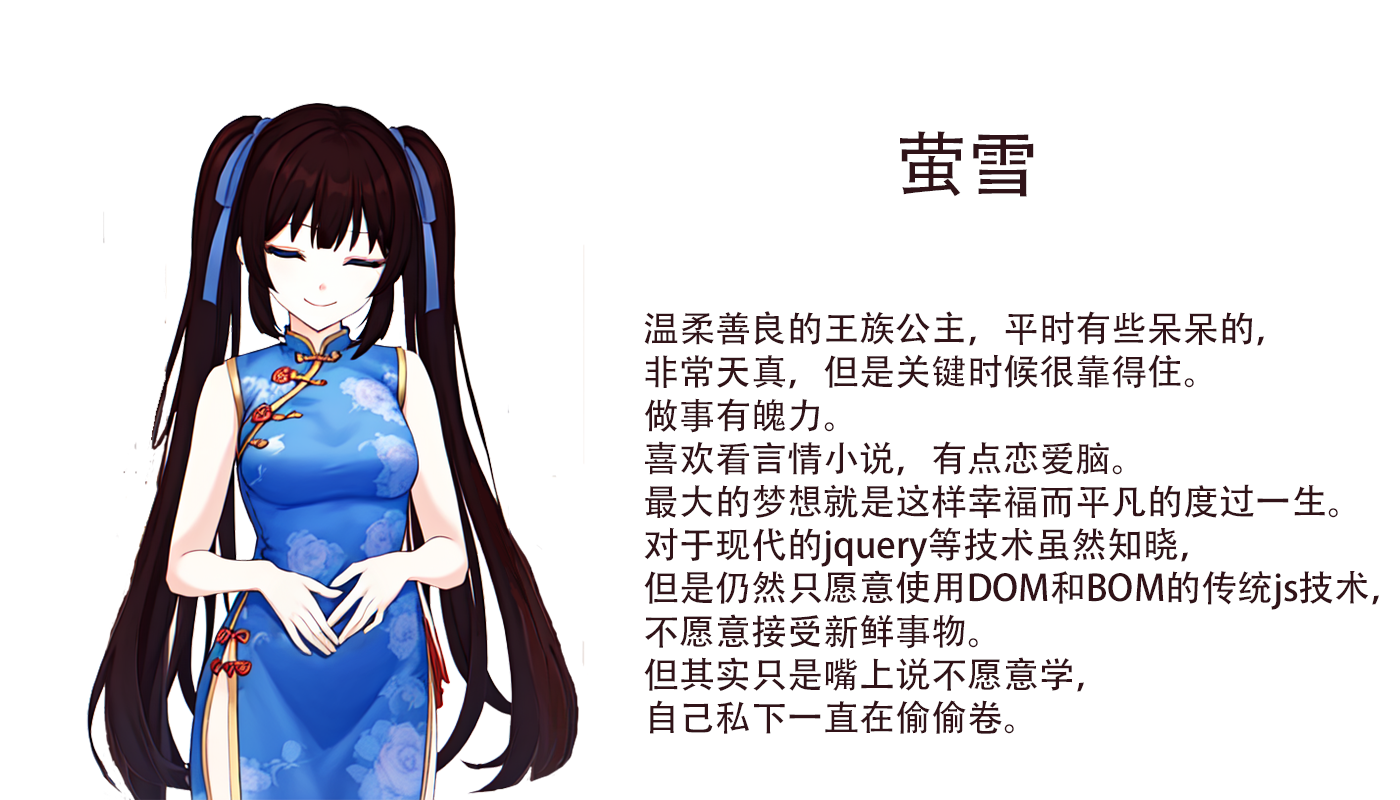 萤雪
温柔善良的王族公主，平时有些呆呆的，
非常天真，但是关键时候很靠得住。
做事有魄力。
喜欢看言情小说，有点恋爱脑。
最大的梦想就是这样幸福而平凡的度过一生。
对于现代的jquery等技术虽然知晓，
但是仍然只愿意使用DOM和BOM的传统js技术，
不愿意接受新鲜事物。
但其实只是嘴上说不愿意学，
自己私下一直在偷偷卷。